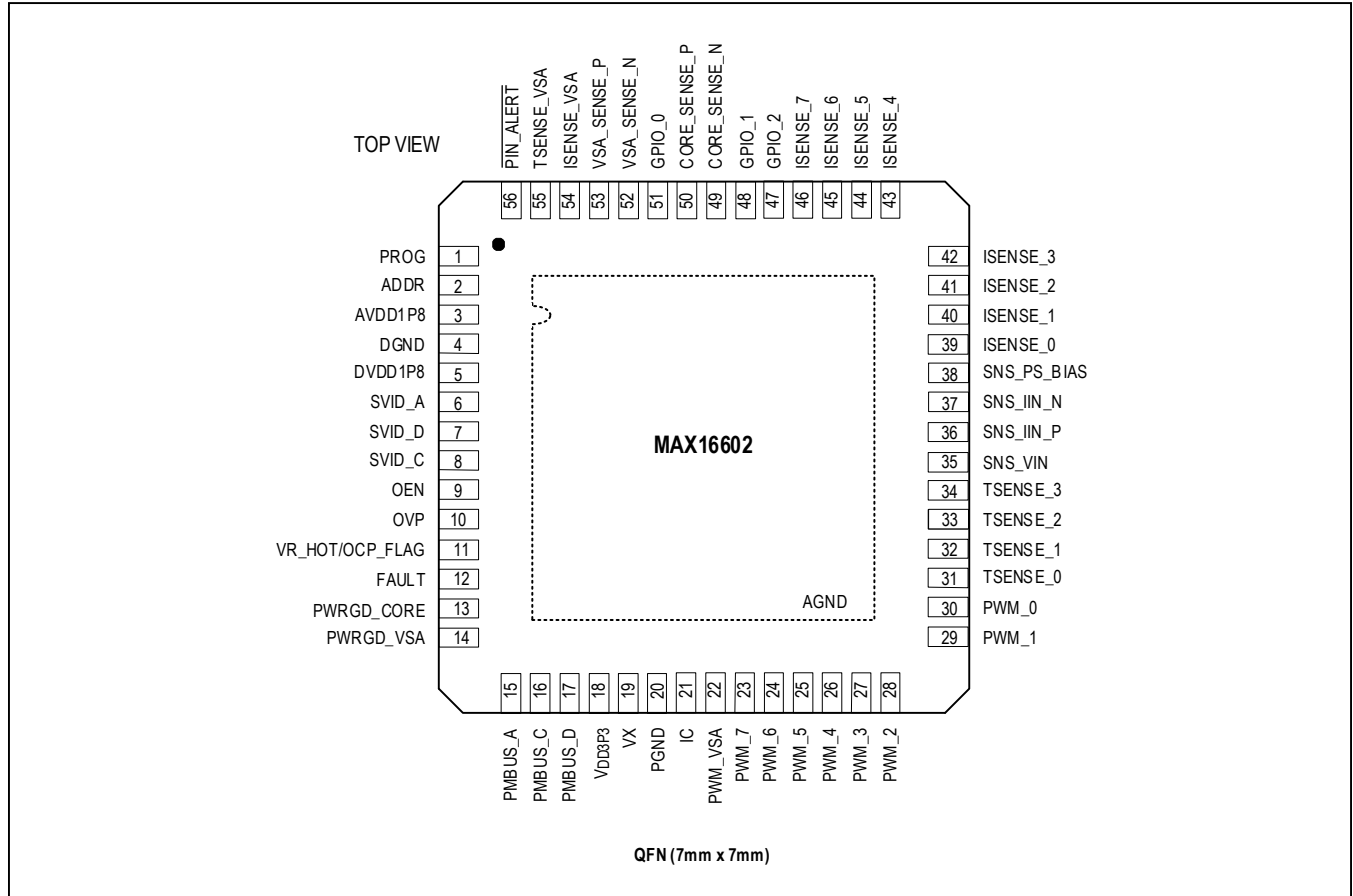 TOP VIEW
PIN_ALERT
TSENSE_VSA
ISENSE_VSA
VSA_SENSE_P
VSA_SENSE_N
GPIO_0
CORE_SENSE_P
CORE_SENSE_N
GPIO_1
GPIO_2
ISENSE_7
ISENSE_6
ISENSE_5
ISENSE_4
56
55
54
53
52
51
50
49
48
47
46
45
44
43
PROG 1
ADDR 2
AVDD1P8 3
DGND 4
DVDD1P8 5
SVID_A 6
SVID_D 7
SVID_C 8
OEN 9
OVP 10
VR_HOT/OCP_FLAG 11
FAULT 12
PWRGD_CORE 13
PWRGD_VSA 14
MAX16602
AGND
42 ISENSE_3
41 ISENSE_2
40 ISENSE_1
39 ISENSE_0
38 SNS_PS_BIAS
37 SNS_IIN_N
36 SNS_IIN_P
35 SNS_VIN
34 TSENSE_3
33 TSENSE_2
32 TSENSE_1
31 TSENSE_0
30 PWM_0
29 PWM_1
15
16
17
18
19
20
21
22
23
24
25
26
27
28
PMBUS_A
PMBUS_C
PMBUS_D
VDD3P3
VX
PGND
IC
PWM_VSA
PWM_7
PWM_6
PWM_5
PWM_4
PWM_3
PWM_2
QFN (7mm x 7mm)